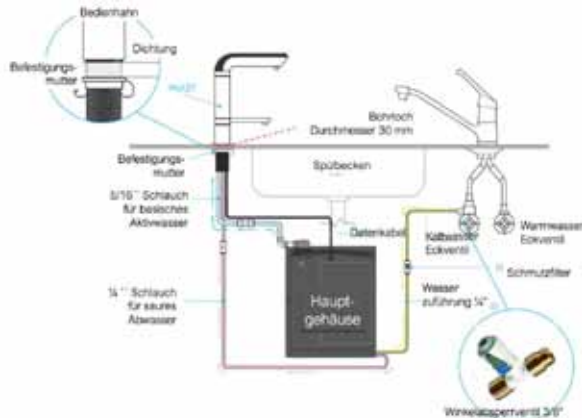 Bedienhahn
Dichtung
Befestigungs-
mutter
Bohrloch
Durchmesser 30 mm
Befestigungs-
mutter
Spülbecken
5/16`` Schlauch
für basisches
Aktivwasser
Datenkabel
Kaltwasser
Eckventil
Warmwasser
Eckventil
Schmutzfilter
¼`` Schlauch
für saures
Abwasser
Haupt-
gehäuse
Wasser
zuführung ¼"
Winkelabsperrventil 3/8"